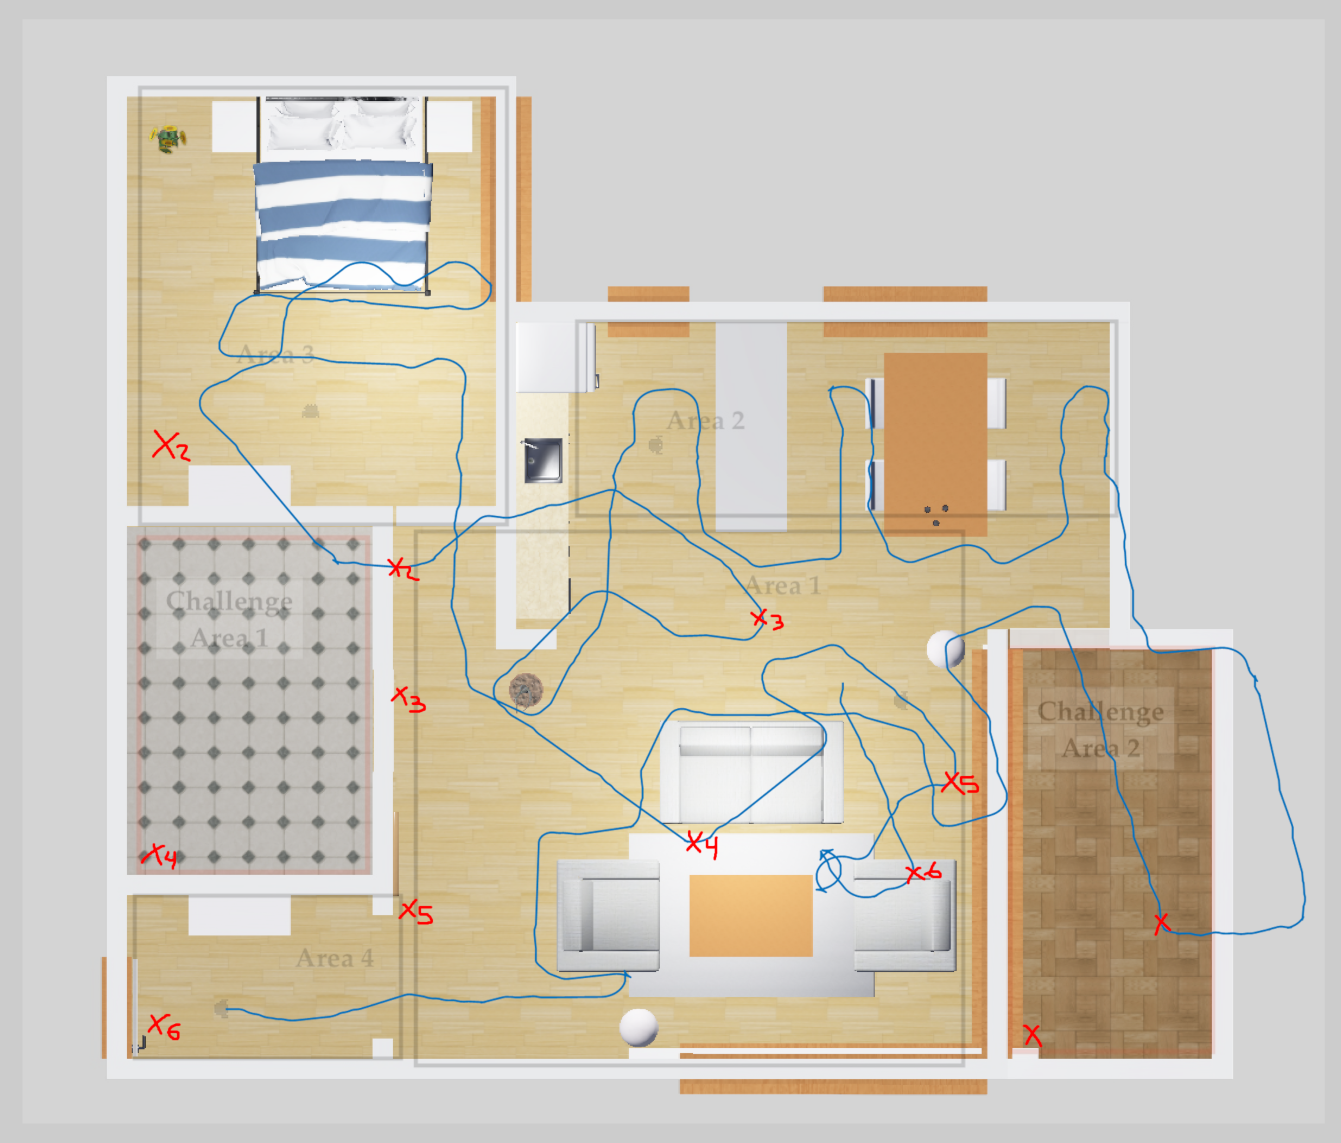 Area 3
Area 2
X2
X2
Area 1
Challenge
Area 1
X3
X3
Challenge
Area 2
X5
X4
X4
X6
X5
X
Area 4
X6
X